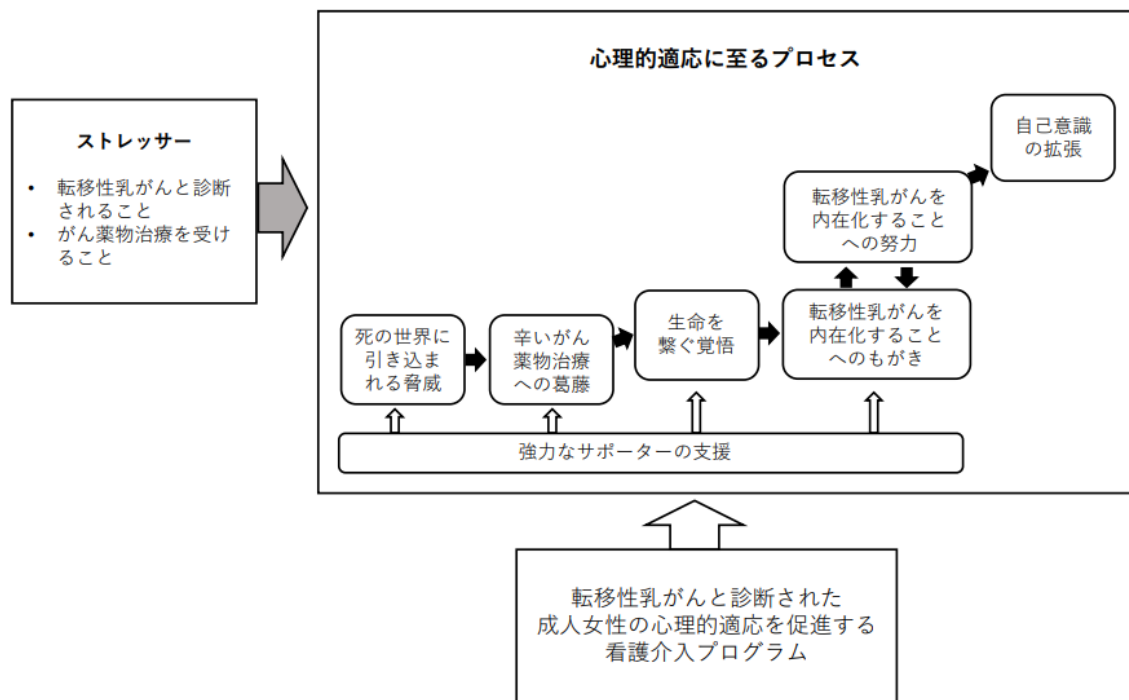 心理的適応に至るプロセス
ストレッサー
• 転移性乳がんと診断
されること
• がん薬物治療を受け
ること
死の世界に
引き込ま
れる脅威
辛いがん
薬物治療
への葛藤
生命を
繋ぐ覚悟
転移性乳がんを
内在化すること
へのもがき
転移性乳がんを
内在化すること
への努力
自己意識
の拡張
強力なサポーターの支援
転移性乳がんと診断された
成人女性の心理的適応を促進する
看護介入プログラム